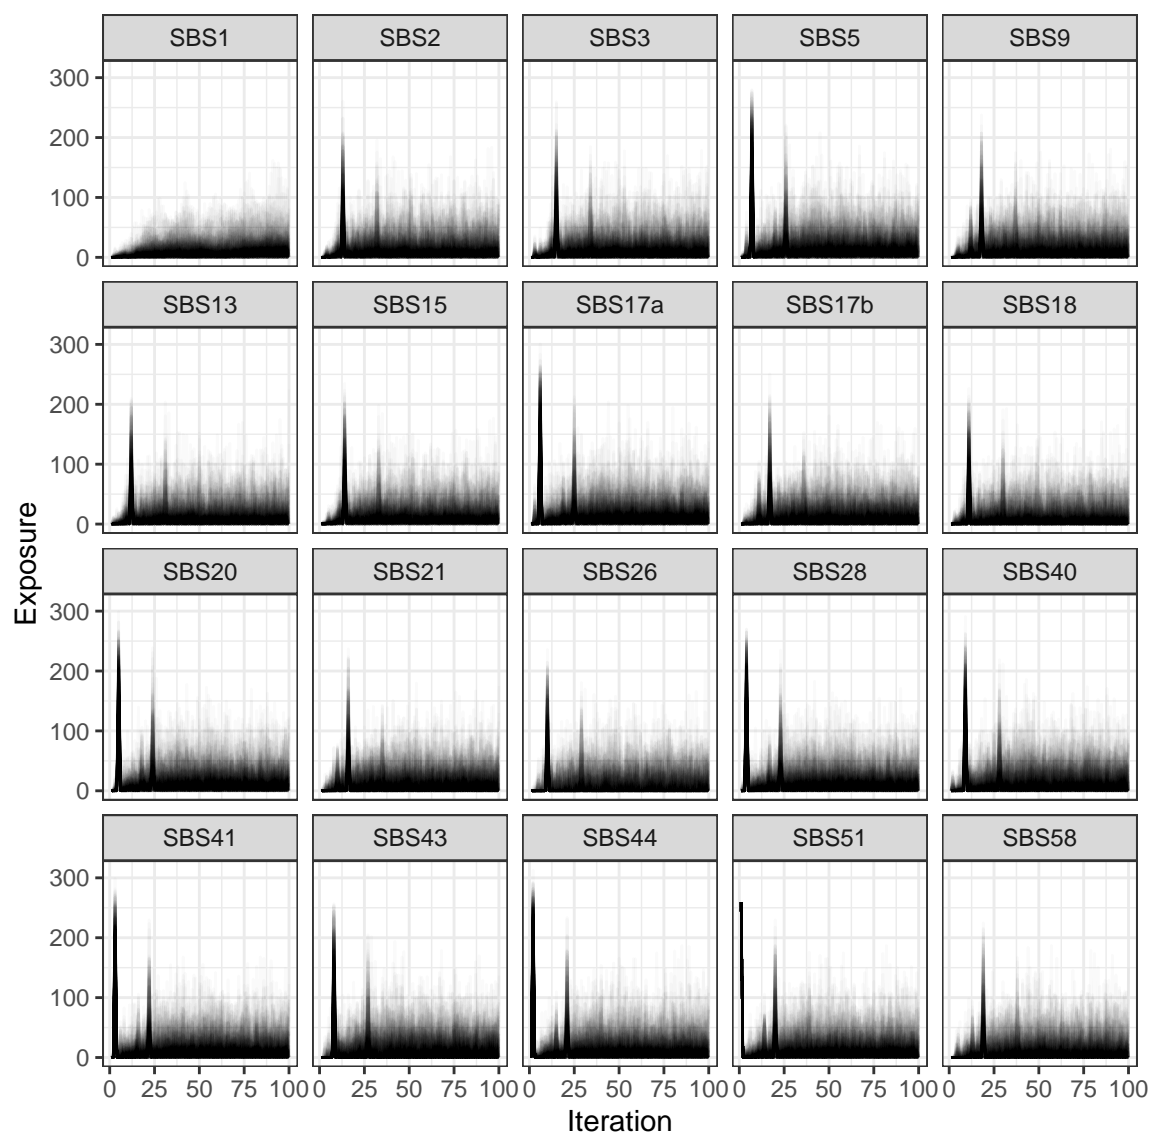 SBS1 SBS2 SBS3 SBS5 SBS9
300
200
100
0
SBS13 SBS15 SBS17a SBS17b SBS18
300
200
100
0
Exposure
SBS20 SBS21 SBS26 SBS28 SBS40
300
200
100
0
SBS41 SBS43 SBS44 SBS51 SBS58
300
200
100
0
0 25 50 75 100 0 25 50 75 100 0 25 50 75 100 0 25 50 75 100 0 25 50 75 100
Iteration